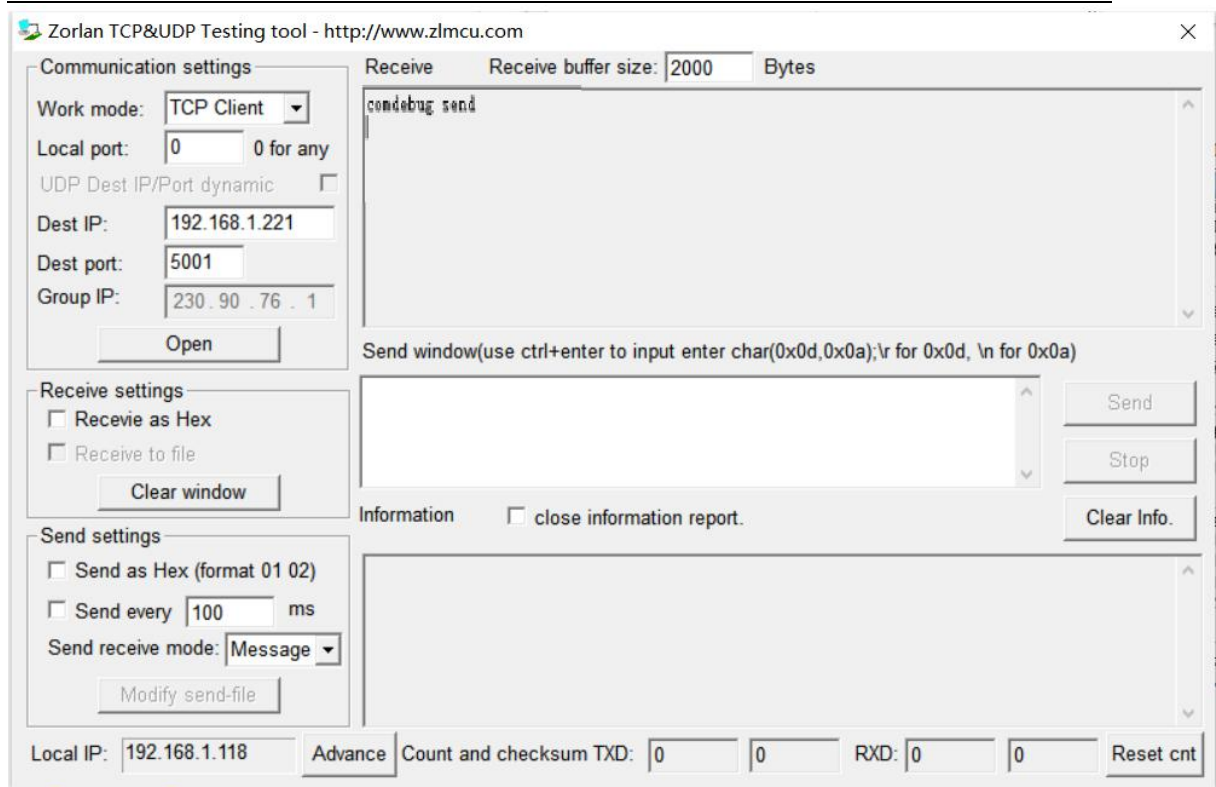 Zorlan TCP&UDP Testing tool - http://www.zlmcu.com
Communication settings
Work mode: TCP Client
Local port: 0 0 for any
UDP Dest IP/Port dynamic
Dest IP: 192.168.1.221
Dest port: 5001
Group IP: 230 . 90 . 76 . 1
Open
Receive settings
Recevie as Hex
Receive to file
Clear window
Send settings
Send as Hex (format 01 02)
Send every 100 ms
Send receive mode: Message
Modify send-file
Receive Receive buffer size: 2000 Bytes
comdebug send
Send window(use ctrl+enter to input enter char(0x0d,0x0a);\r for 0x0d, \n for 0x0a)
Send
Stop
Information close information report. Clear Info.
Local IP: 192.168.1.118 Advance Count and checksum TXD: 0 0 RXD: 0 0 Reset cnt